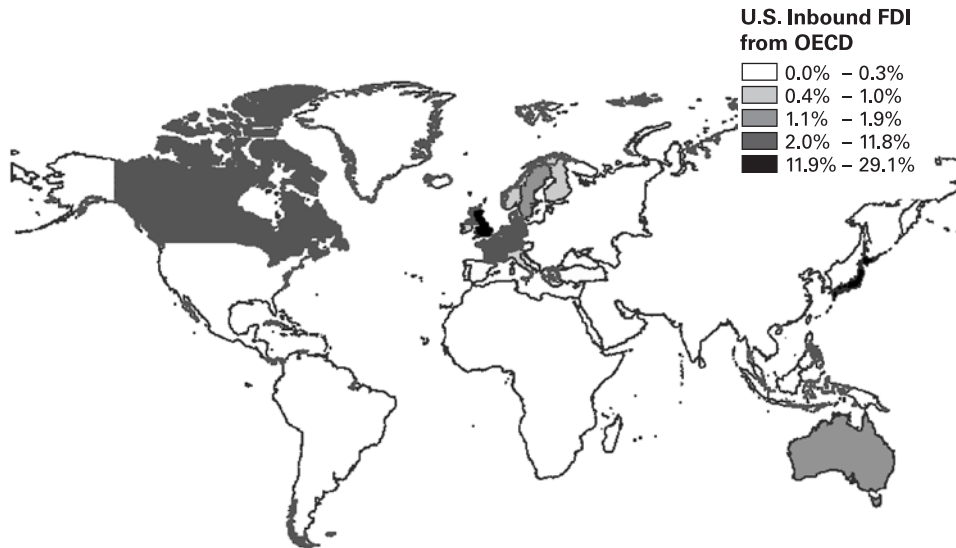 U.S. Inbound FDI
from OECD
0.0% – 0.3%
0.4% – 1.0%
1.1% – 1.9%
2.0% – 11.8%
11.9% – 29.1%